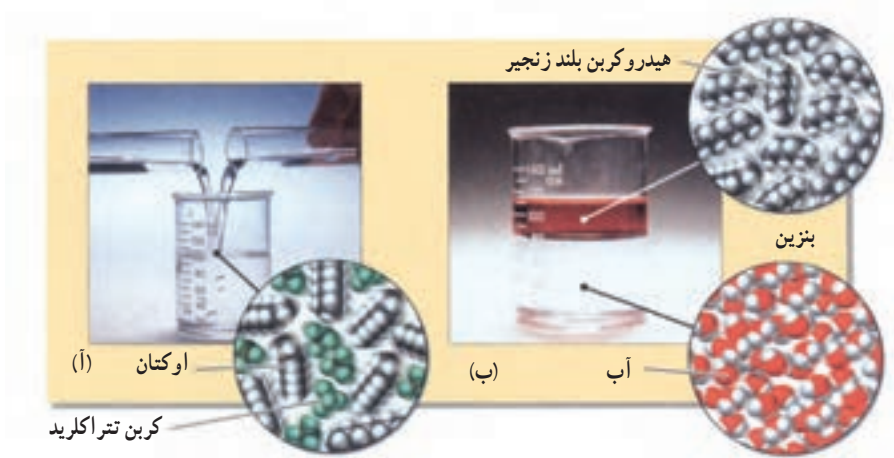 هیدروکربن بلند زنجیر
بنزین
آب
(ب)
اوکتان
(آ)
کربن تتراکلرید